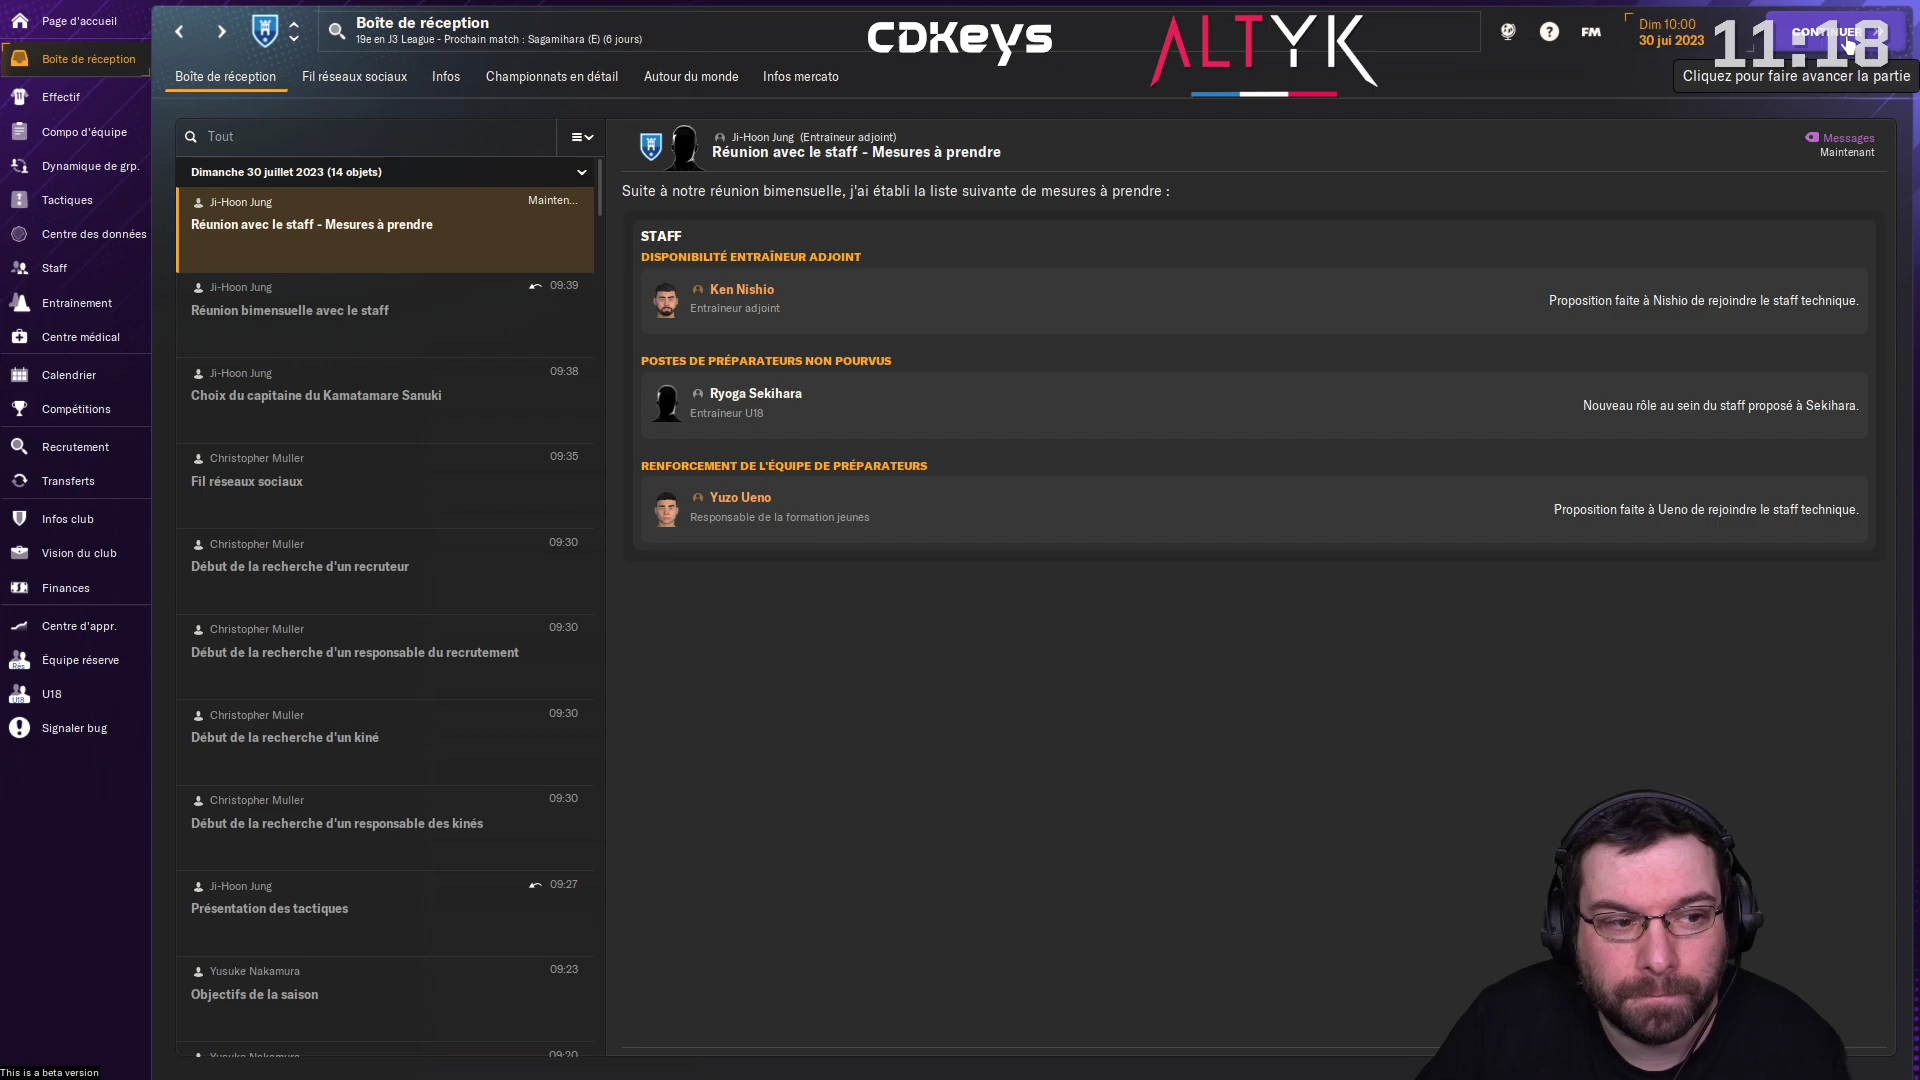 Page d'accueil
Boîte de réception
Effectif
Compo d'équipe
Dynamique de grp.
Tactiques
Centre des données
Staff
Entraînement
Centre médical
Calendrier
Compétitions
Recrutement
Transferts
Infos club
Vision du club
Finances
Centre d'appr.
Équipe réserve
U18
Signaler bug
This is a beta version
Boîte de réception
19e en J3 League - Prochain match : Sagamihara (E) (6 jours)
CDKeys
ALTYK
FM
Dim 10:00
30 jui 2023
CONTINUER
11:18
Cliquez pour faire avancer la partie
Boîte de réception
Fil réseaux sociaux
Infos
Championnats en détail
Autour du monde
Infos mercato
Tout
Dimanche 30 juillet 2023 (14 objets)
Ji-Hoon Jung
Mainten...
Réunion avec le staff - Mesures à prendre
Ji-Hoon Jung
09:39
Réunion bimensuelle avec le staff
Ji-Hoon Jung
09:38
Choix du capitaine du Kamatamare Sanuki
Christopher Muller
09:35
Fil réseaux sociaux
Christopher Muller
09:30
Début de la recherche d'un recruteur
Christopher Muller
09:30
Début de la recherche d'un responsable du recrutement
Christopher Muller
09:30
Début de la recherche d'un kiné
Christopher Muller
09:30
Début de la recherche d'un responsable des kinés
Ji-Hoon Jung
09:27
Présentation des tactiques
Yusuke Nakamura
09:23
Objectifs de la saison
Yusuke Nakamura
09:20
Ji-Hoon Jung (Entraîneur adjoint)
Réunion avec le staff - Mesures à prendre
Messages
Maintenant
Suite à notre réunion bimensuelle, j'ai établi la liste suivante de mesures à prendre :
STAFF
DISPONIBILITÉ ENTRAÎNEUR ADJOINT
Ken Nishio
Entraîneur adjoint
Proposition faite à Nishio de rejoindre le staff technique.
POSTES DE PRÉPARATEURS NON POURVUS
Ryoga Sekihara
Entraîneur U18
Nouveau rôle au sein du staff proposé à Sekihara.
RENFORCEMENT DE L'ÉQUIPE DE PRÉPARATEURS
Yuzo Ueno
Responsable de la formation jeunes
Proposition faite à Ueno de rejoindre le staff technique.